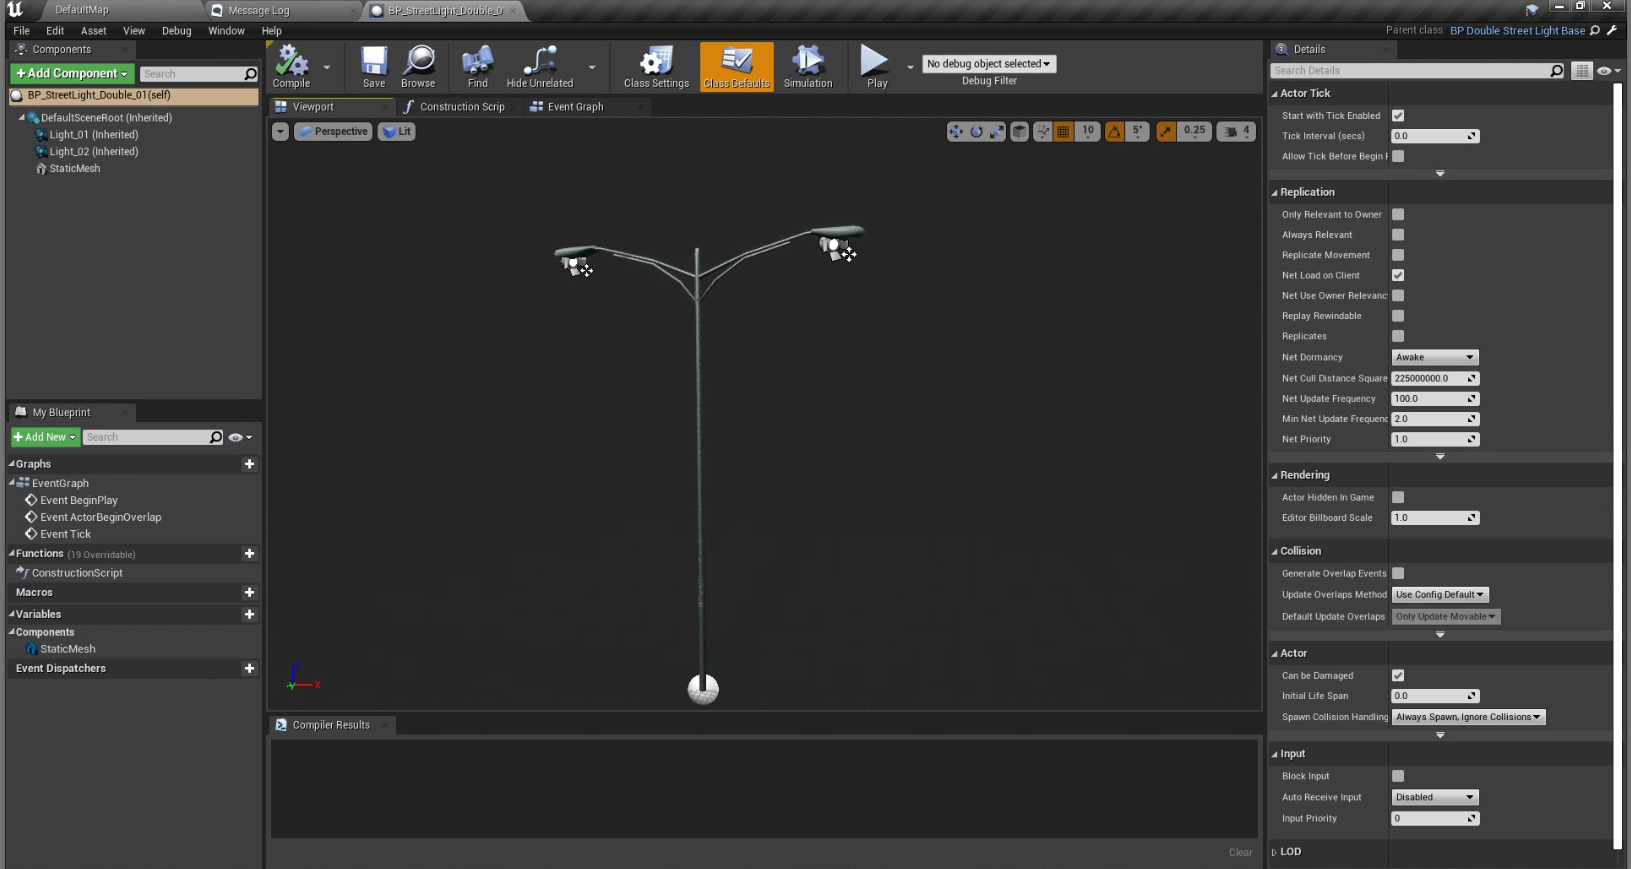 DefaultMap
Message Log
BP_StreetLight_Double_0
File Edit Asset View Debug Window Help
Parent class: BP Double Street Light Base
Components
+Add Component
Search
BP_StreetLight_Double_01(self)
DefaultSceneRoot (Inherited)
Light_01 (Inherited)
Light_02 (Inherited)
StaticMesh
My Blueprint
+Add New
Search
Graphs
EventGraph
Event BeginPlay
Event ActorBeginOverlap
Event Tick
Functions (19 Overridable)
ConstructionScript
Macros
Variables
Components
StaticMesh
Event Dispatchers
Compile
Save
Browse
Find
Hide Unrelated
Class Settings
Class Defaults
Simulation
Play
No debug object selected
Debug Filter
Viewport
Construction Scrip
Event Graph
Perspective
Lit
10
5°
0.25
4
X
Compiler Results
Clear
Details
Search Details
Actor Tick
Start with Tick Enabled
Tick Interval (secs) 0.0
Allow Tick Before Begin
Replication
Only Relevant to Owner
Always Relevant
Replicate Movement
Net Load on Client
Net Use Owner Relevanc
Replay Rewindable
Replicates
Net Dormancy Awake
Net Cull Distance Square 225000000.0
Net Update Frequency 100.0
Min Net Update Frequenc 2.0
Net Priority 1.0
Rendering
Actor Hidden In Game
Editor Billboard Scale 1.0
Collision
Generate Overlap Events
Update Overlaps Method Use Config Default
Default Update Overlaps Only Update Movable
Actor
Can be Damaged
Initial Life Span 0.0
Spawn Collision Handling Always Spawn, Ignore Collisions
Input
Block Input
Auto Receive Input Disabled
Input Priority 0
LOD